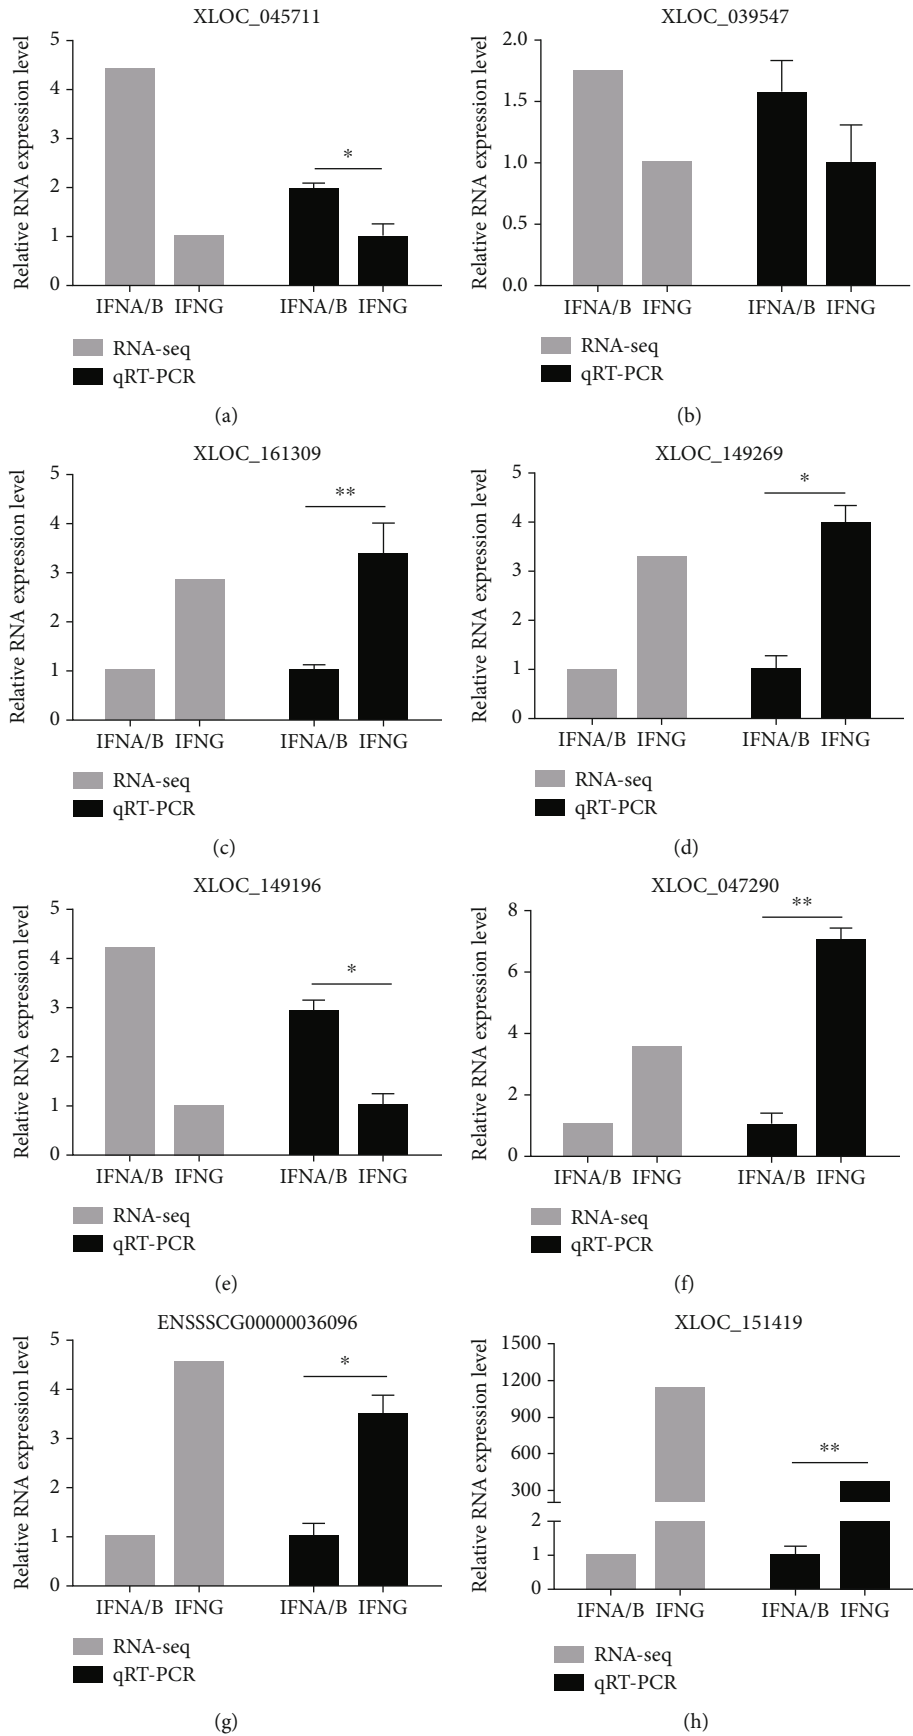 XLOC_045711
Relative RNA expression level
5
4
3
2
1
0
*
IFNA/B IFNG IFNA/B IFNG
RNA-seq
qRT-PCR
(a)
XLOC_039547
Relative RNA expression level
2.0
1.5
1.0
0.5
0.0
IFNA/B IFNG IFNA/B IFNG
RNA-seq
qRT-PCR
(b)
XLOC_161309
Relative RNA expression level
5
4
3
2
1
0
**
IFNA/B IFNG IFNA/B IFNG
RNA-seq
qRT-PCR
(c)
XLOC_149269
Relative RNA expression level
5
4
3
2
1
0
*
IFNA/B IFNG IFNA/B IFNG
RNA-seq
qRT-PCR
(d)
XLOC_149196
Relative RNA expression level
5
4
3
2
1
0
*
IFNA/B IFNG IFNA/B IFNG
RNA-seq
qRT-PCR
(e)
XLOC_047290
Relative RNA expression level
8
6
4
2
0
**
IFNA/B IFNG IFNA/B IFNG
RNA-seq
qRT-PCR
(f)
ENSSSCG00000036096
Relative RNA expression level
5
4
3
2
1
0
*
IFNA/B IFNG IFNA/B IFNG
RNA-seq
qRT-PCR
(g)
XLOC_151419
Relative RNA expression level
1500
1200
900
600
300
2
1
0
**
IFNA/B IFNG IFNA/B IFNG
RNA-seq
qRT-PCR
(h)